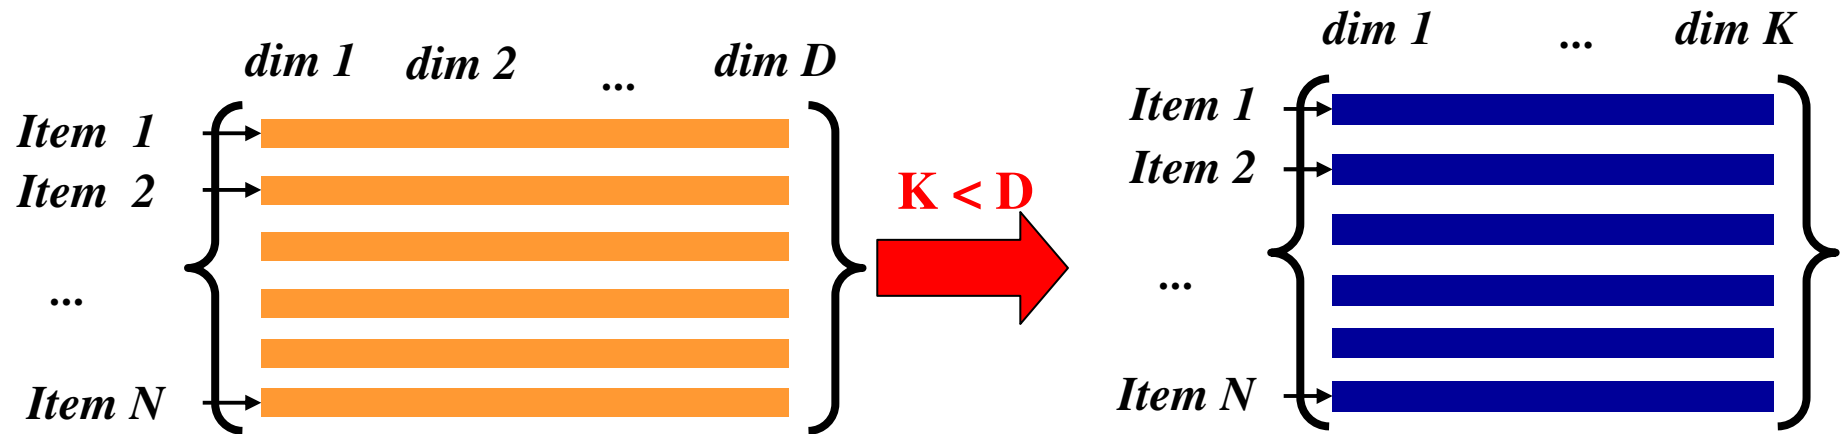 dim 1 dim 2 ... dim D
Item 1
Item 2
...
Item N
K < D
dim 1 ... dim K
Item 1
Item 2
...
Item N